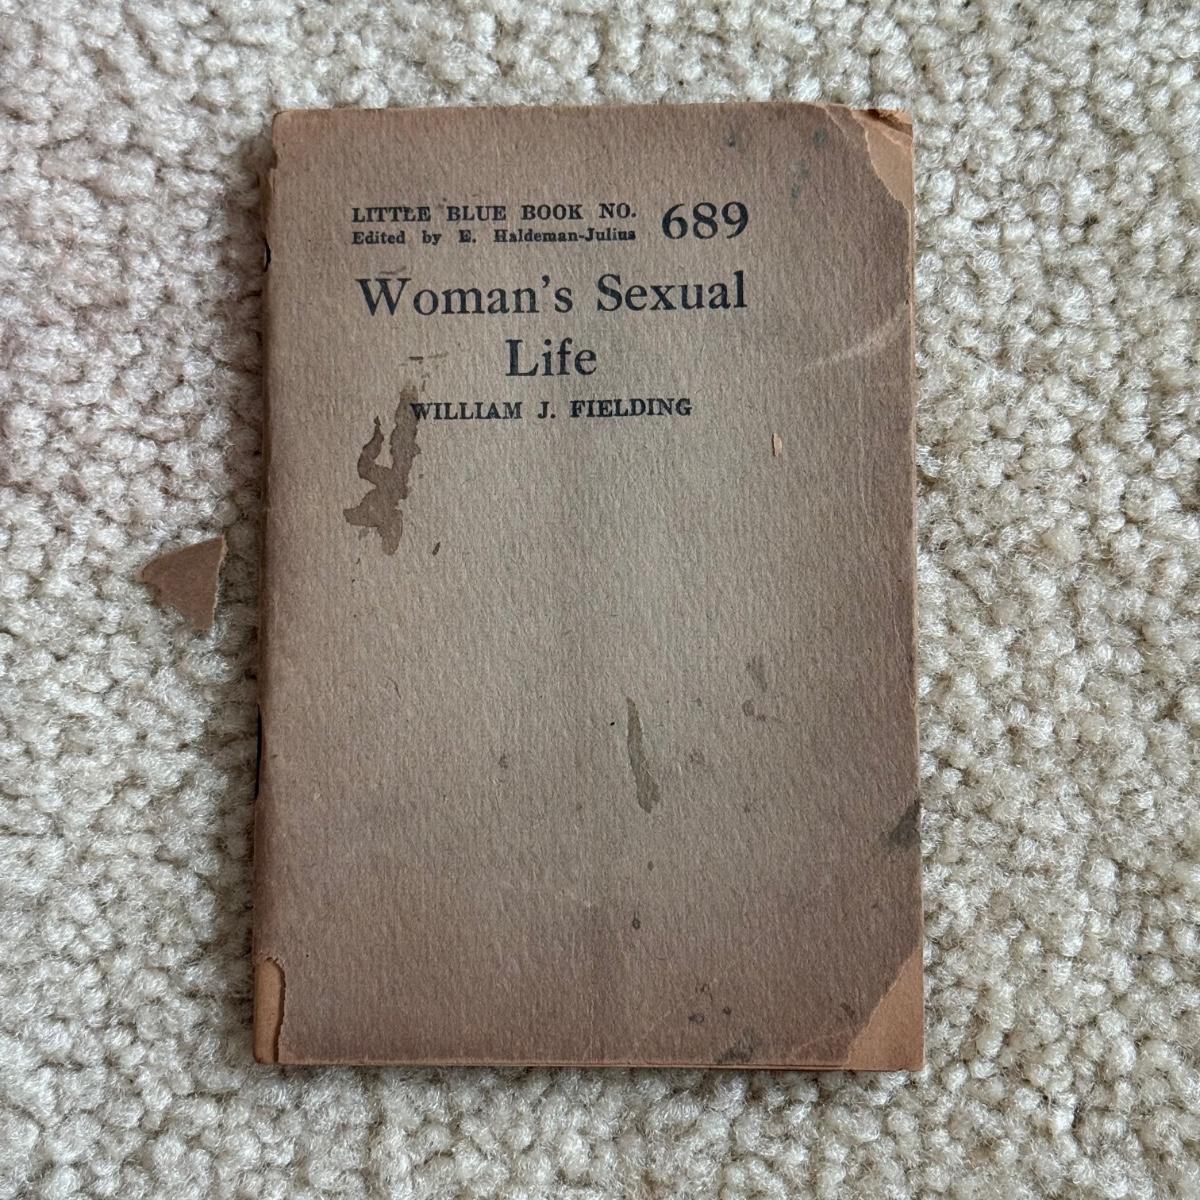 LITTLE BLUE BOOK NO. 689
Edited by E. Haldeman-Julius
Woman's Sexual
Life
WILLIAM J. FIELDING